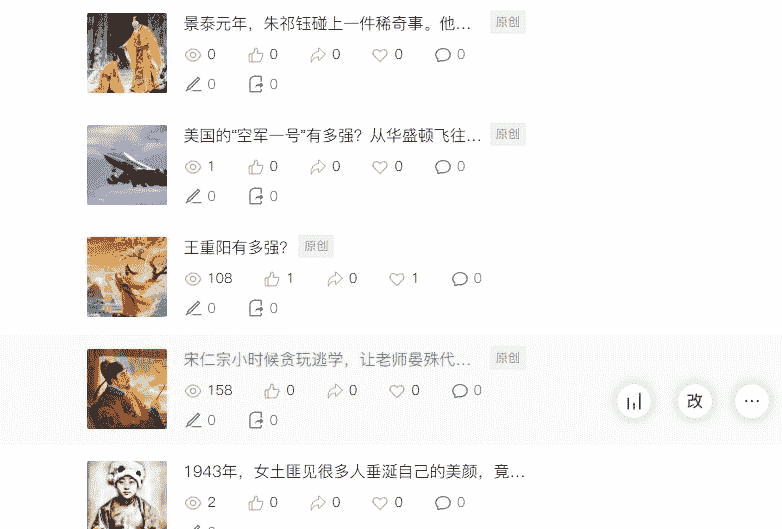 景泰元年，朱祁钰碰上一件稀奇事。他... 原创
0 0 0 0 0
0 0
美国的“空军一号”有多强？从华盛顿飞往... 原创
1 0 0 0 0
0 0
王重阳有多强？ 原创
108 1 0 1 0
0 0
宋仁宗小时候贪玩逃学，让老师晏殊代... 原创
158 0 0 0 0
改 ...
0 0
1943年，女土匪见很多人垂涎自己的美颜，竟...
2 0 0 0 0